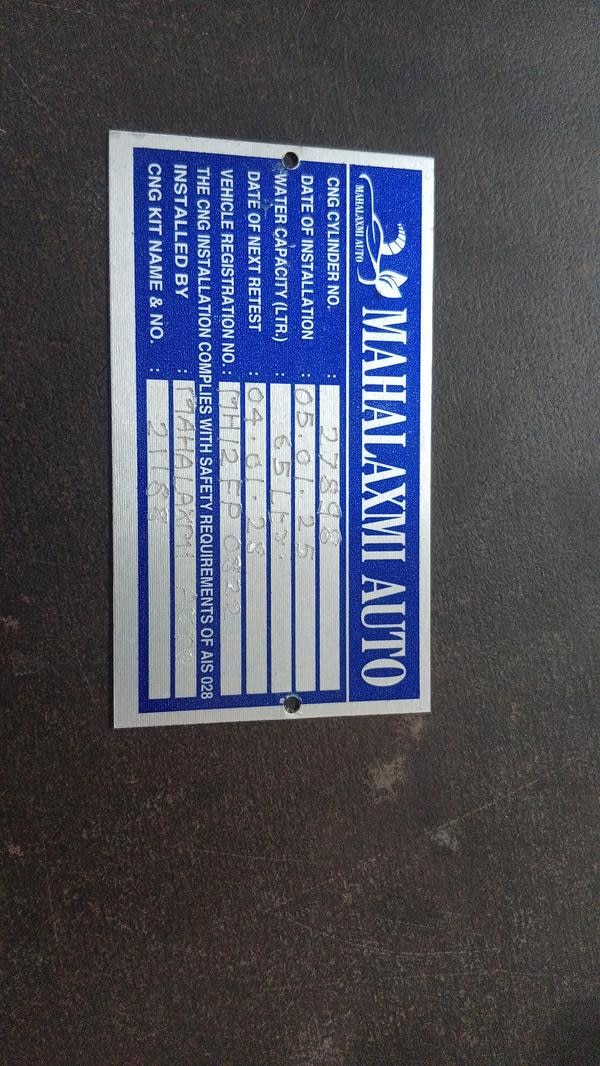 MAHALAXMI AUTO
MAHALAXMI AUTO
CNG CYLINDER NO. : 27898
DATE OF INSTALLATION : 05.01.25
WATER CAPACITY (LTR.) : 65 Ltr.
DATE OF NEXT RETEST : 04.01.28
VEHICLE REGISTRATION NO. : MH12FP0822
THE CNG INSTALLATION COMPLIES WITH SAFETY REQUIREMENTS OF AIS 028
INSTALLED BY : MAHALAXMI AUTO
CNG KIT NAME & NO. : 21188